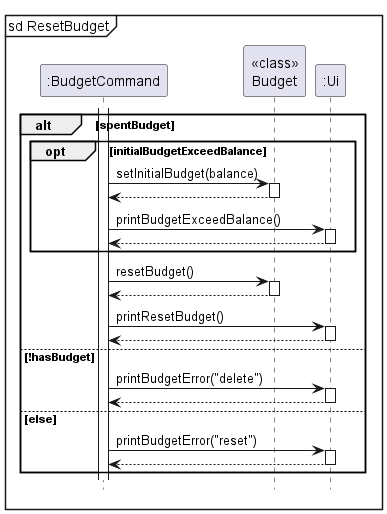 sd ResetBudget
«class»
:BudgetCommand
Budget
:Ui
alt
[spentBudget]
opt
[initialBudgetExceedBalance]
setInitialBudget(balance)
printBudgetExceedBalance()
resetBudget()
printResetBudget()
[!hasBudget]
printBudgetError("delete")
[else]
printBudgetError("reset")